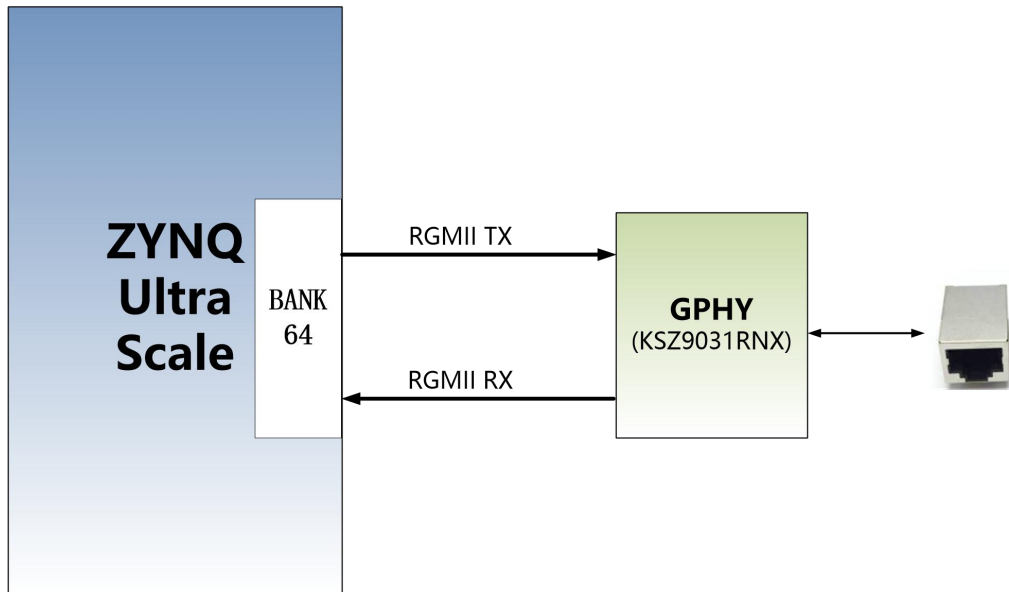 ZYNQ
Ultra
Scale
BANK
64
RGMII TX
RGMII RX
GPHY
(KSZ9031RNX)